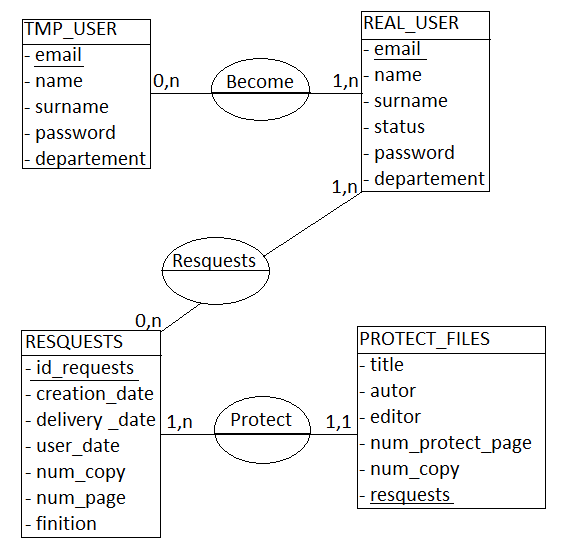 TMP_USER
- email
- name
- surname
- password
- departement
0,n
Become
1,n
REAL_USER
- email
- name
- surname
- status
- password
- departement
1,n
Resquests
0,n
RESQUESTS
- id_requests
- creation_date
- delivery _date
- user_date
- num_copy
- num_page
- finition
1,n
Protect
1,1
PROTECT_FILES
- title
- autor
- editor
- num_protect_page
- num_copy
- resquests